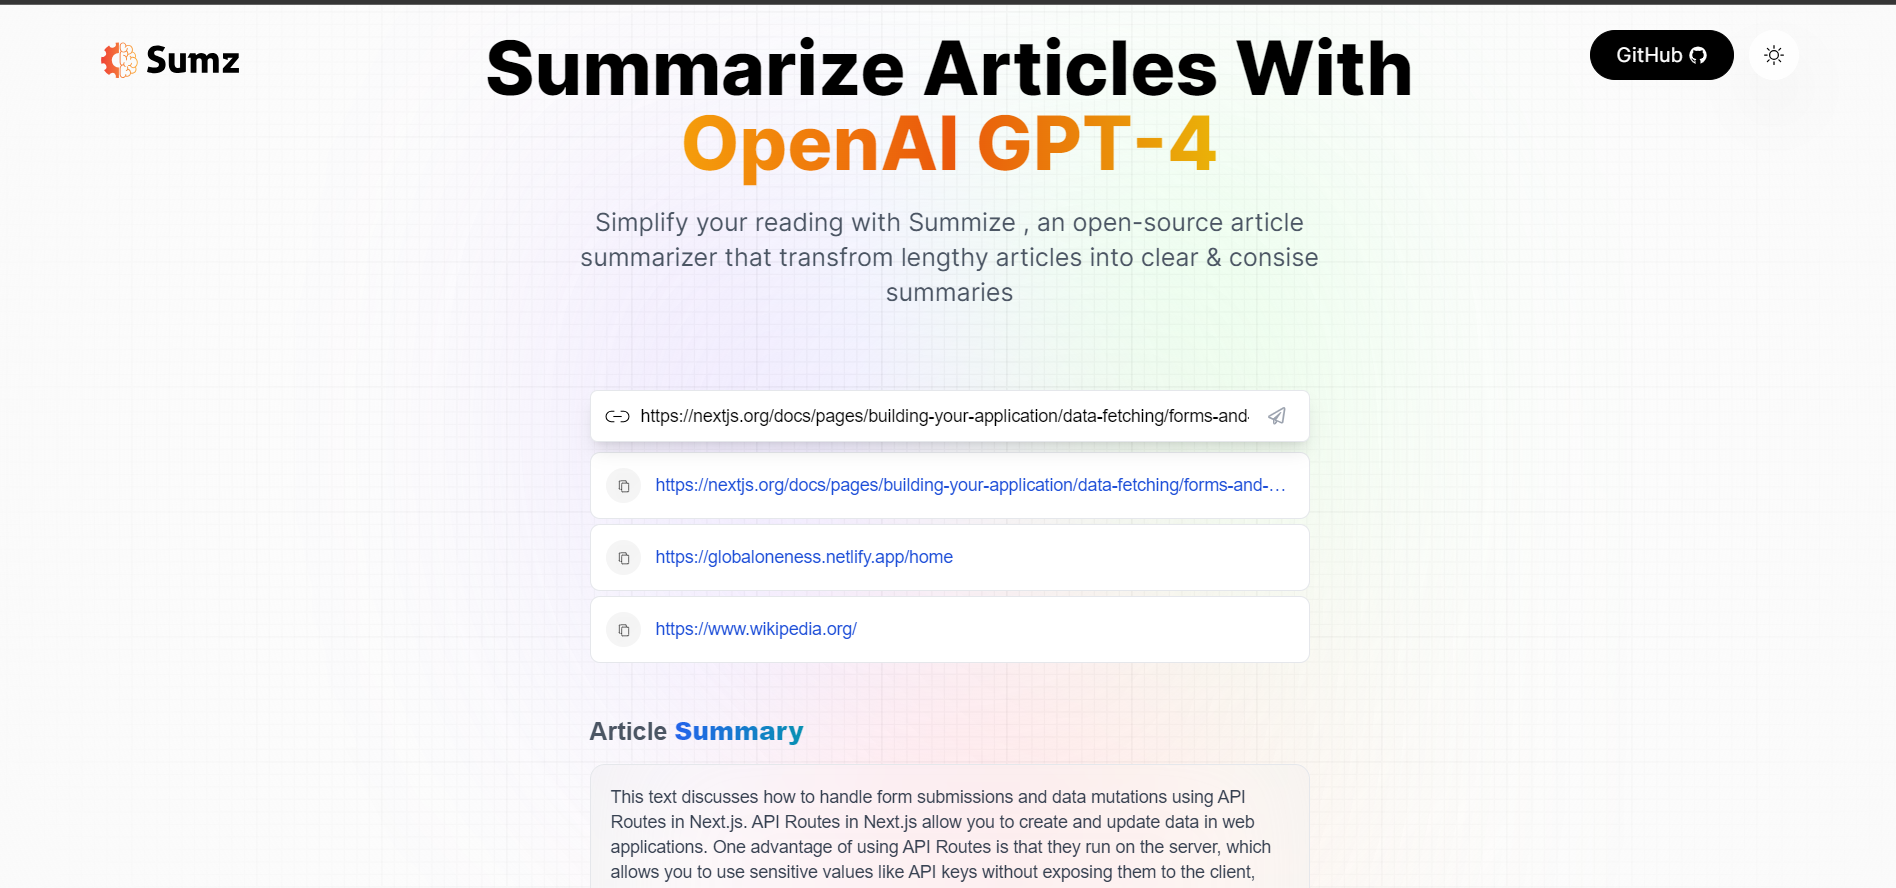 Sumz
Summarize Articles With
OpenAI GPT-4
GitHub
Simplify your reading with Summize , an open-source article
summarizer that transfrom lengthy articles into clear & consise
summaries
https://nextjs.org/docs/pages/building-your-application/data-fetching/forms-and-
https://nextjs.org/docs/pages/building-your-application/data-fetching/forms-and-...
https://globaloneness.netlify.app/home
https://www.wikipedia.org/
Article Summary
This text discusses how to handle form submissions and data mutations using API
Routes in Next.js. API Routes in Next.js allow you to create and update data in web
applications. One advantage of using API Routes is that they run on the server, which
allows you to use sensitive values like API keys without exposing them to the client,